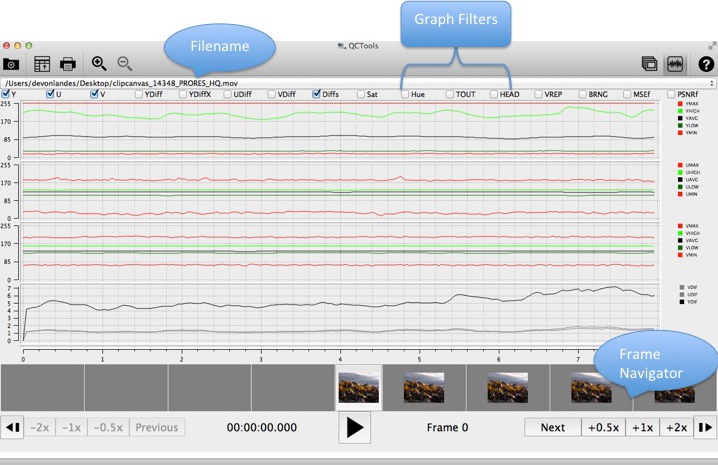 Graph Filters
Filename
QCTools
/Users/devonlandes/Desktop/clipcanvas_14348_PRORES_HQ.mov
Y U V YDiff YDiffX UDiff VDiff Diffs Sat Hue TOUT HEAD VREP BRNG MSEf PSNRf
255
170
85
0
YMAX
YHIGH
YAVG
YLOW
YMIN
255
170
85
0
UMAX
UHIGH
UAVG
ULOW
UMIN
255
170
85
0
VMAX
VHIGH
VAVG
VLOW
VMIN
7
6
5
4
3
2
1
0
VDIF
UDIF
YDIF
0 1 2 3 4 5 6 7
Frame
Navigator
-2x -1x -0.5x Previous 00:00:00.000 Frame 0 Next +0.5x +1x +2x